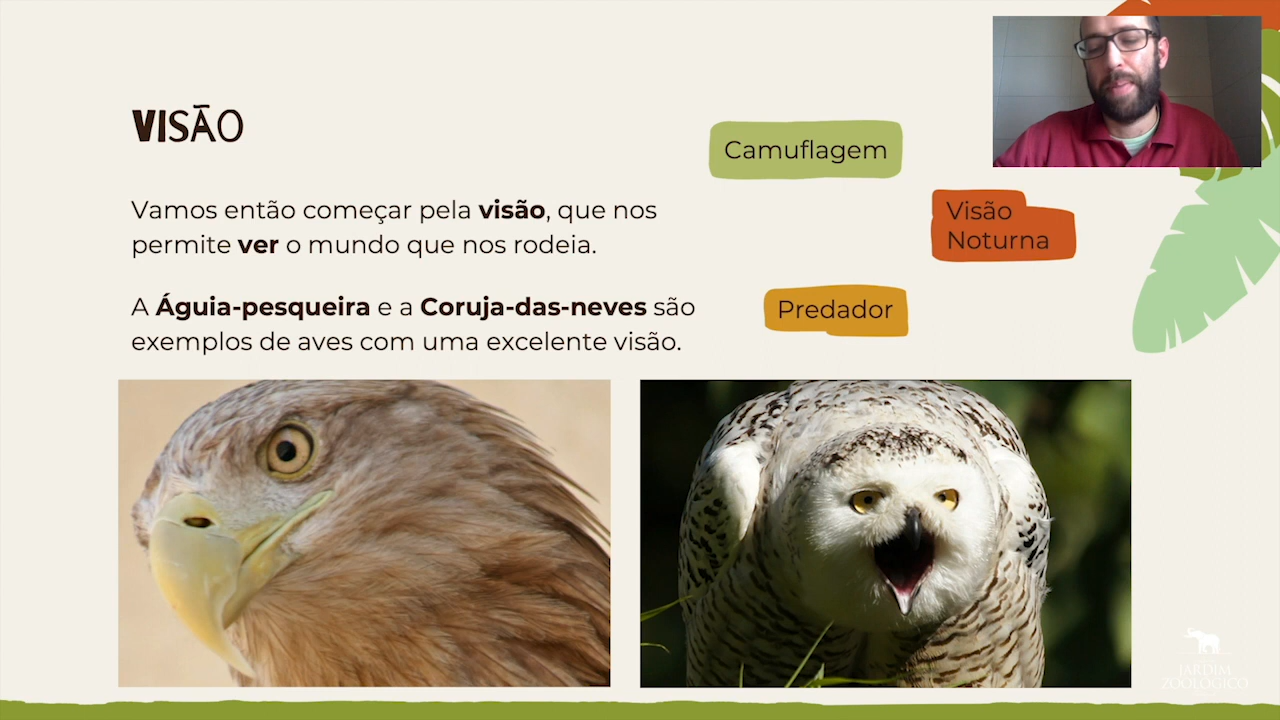 VISÃO
Vamos então começar pela visão, que nos
permite ver o mundo que nos rodeia.
A Águia-pesqueira e a Coruja-das-neves são
exemplos de aves com uma excelente visão.
Camuflagem
Visão
Noturna
Predador
JARDIM
ZOOLÓGICO